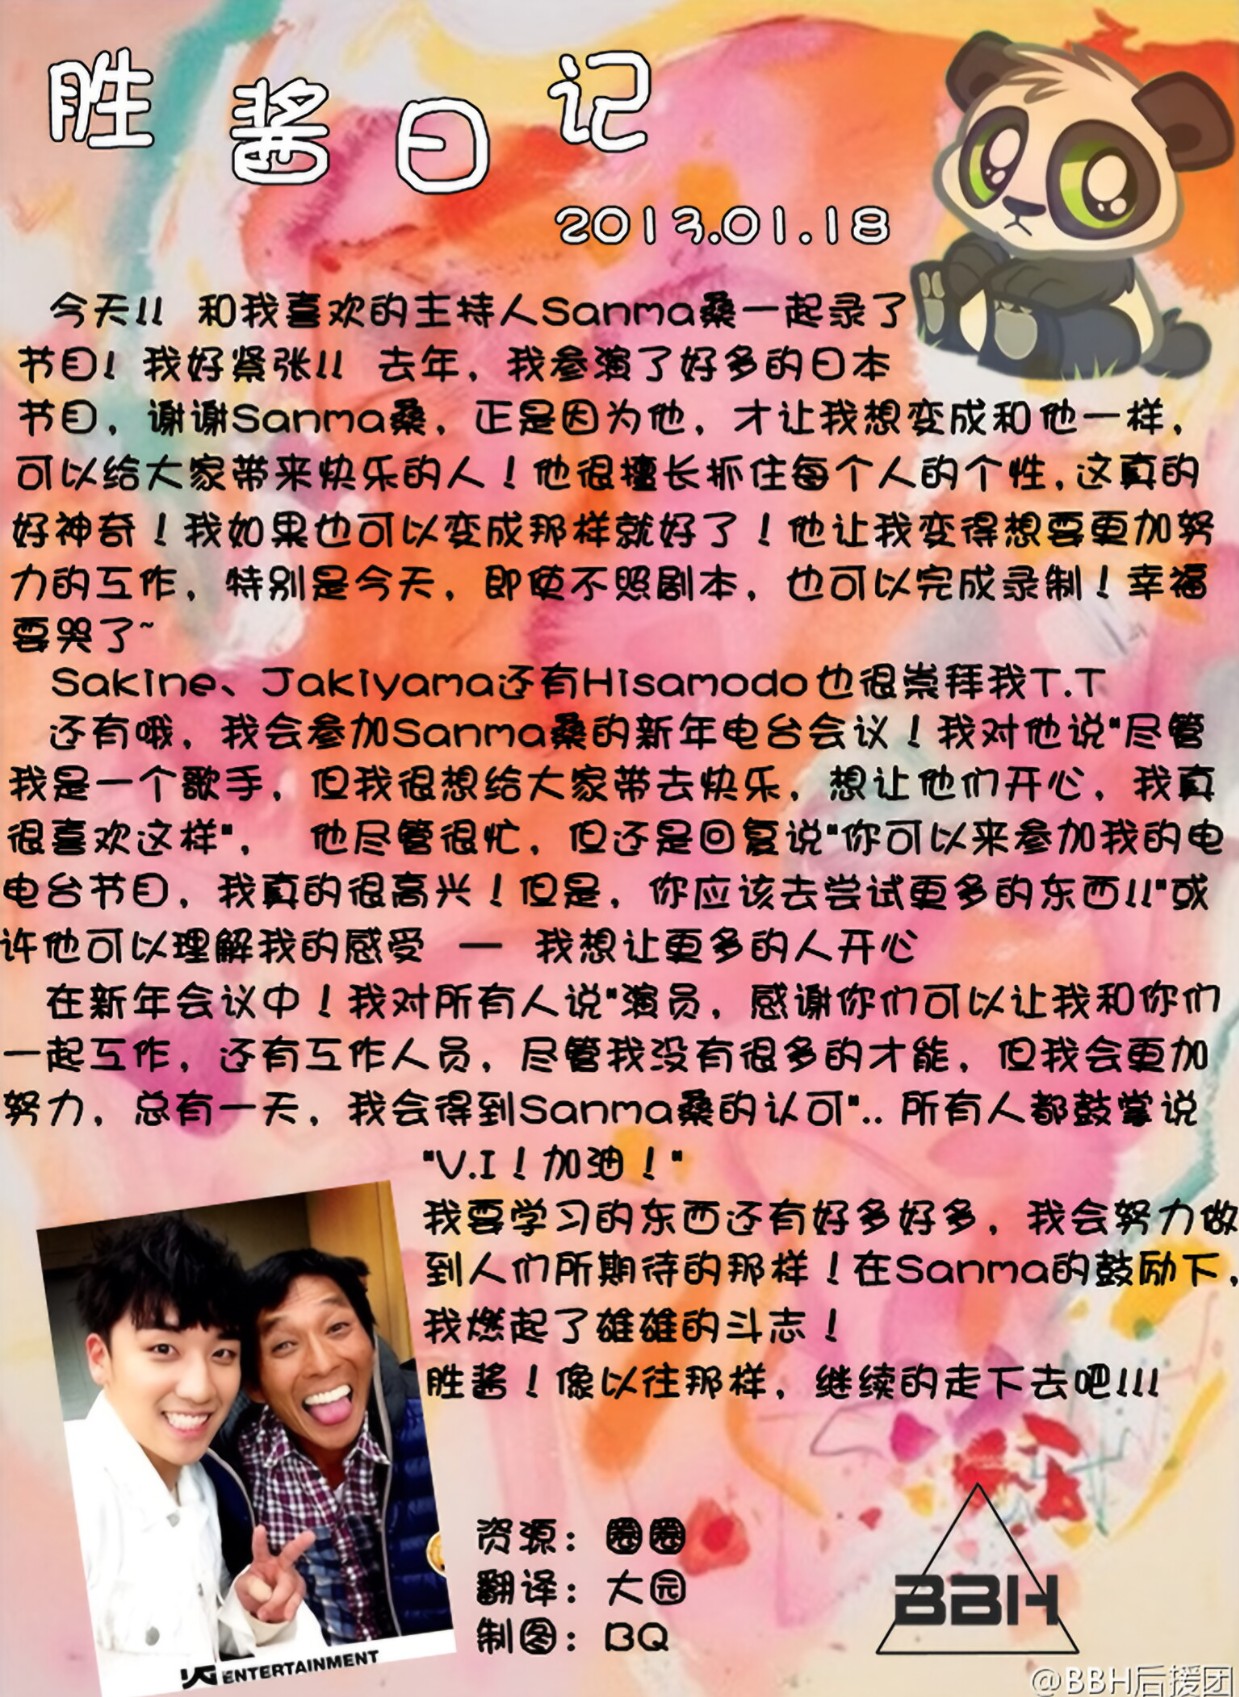 胜酱日记
2013.01.18
今天!! 和我喜欢的主持人Sanma桑一起录了
节目! 我好紧张!! 去年，我参演了好多的日本
节目，谢谢Sanma桑，正是因为他，才让我想变成和他一样，
可以给大家带来快乐的人！他很擅长抓住每个人的个性,这真的
好神奇！我如果也可以变成那样就好了！他让我变得想要更加努
力的工作，特别是今天，即使不照剧本，也可以完成录制！幸福
要哭了~
Sakine、Jakiyama还有Hisamodo也很崇拜我T.T
还有哦，我会参加Sanma桑的新年电台会议！我对他说"尽管
我是一个歌手，但我很想给大家带去快乐，想让他们开心，我真
很喜欢这样"， 他尽管很忙，但还是回复说"你可以来参加我的电
电台节目，我真的很高兴！但是，你应该去尝试更多的东西!!"或
许他可以理解我的感受 — 我想让更多的人开心
在新年会议中！我对所有人说"演员，感谢你们可以让我和你们
一起工作，还有工作人员，尽管我没有很多的才能，但我会更加
努力，总有一天，我会得到Sanma桑的认可"..所有人都鼓掌说
"V.I！加油！"
我要学习的东西还有好多好多，我会努力做
到人们所期待的那样！在Sanma的鼓励下，
我燃起了雄雄的斗志！
胜酱！像以往那样，继续的走下去吧!!!
YG ENTERTAINMENT
资源：圈圈
翻译：大园
制图：BQ
BBH
@BBH后援团